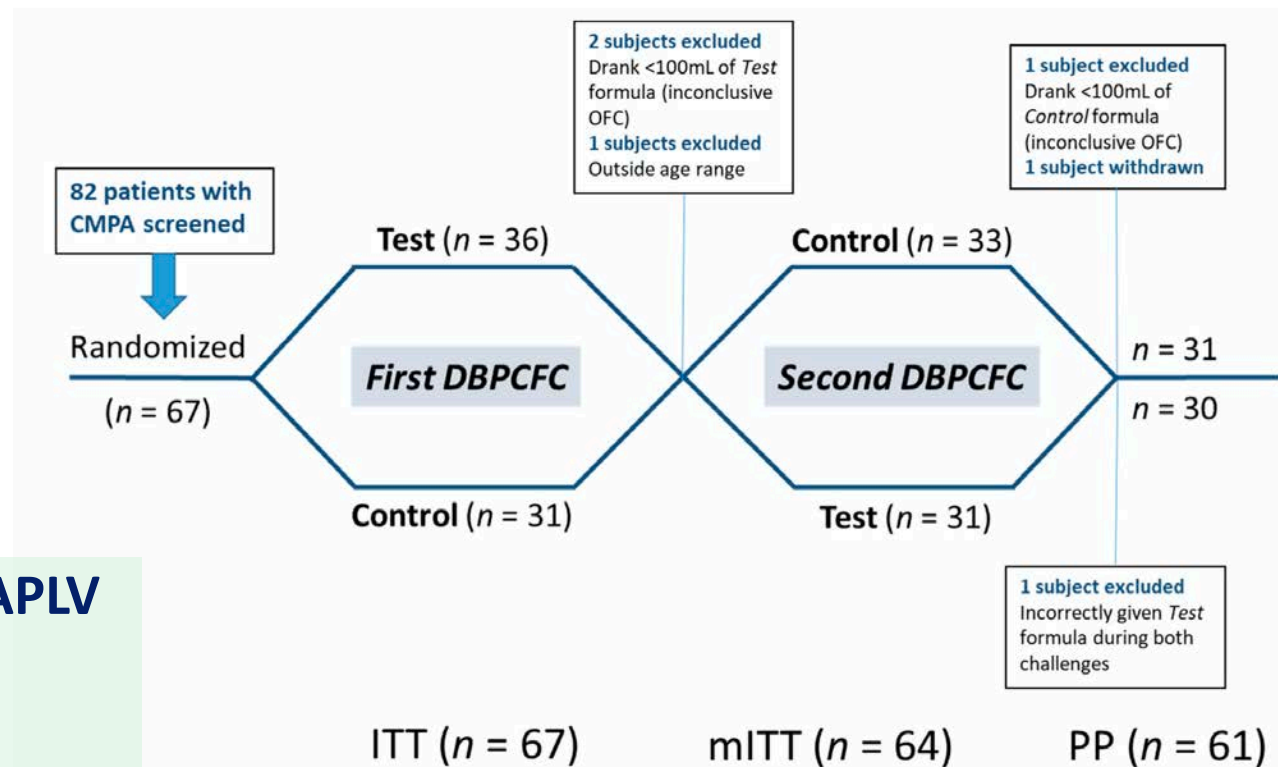 2 subjects excluded
Drank <100mL of Test
formula (inconclusive
OFC)
1 subjects excluded
Outside age range
1 subject excluded
Drank <100mL of
Control formula
(inconclusive OFC)
1 subject withdrawn
82 patients with
CMPA screened
Test (n = 36)
Control (n = 33)
Randomized
(n = 67)
First DBPCFC
Second DBPCFC
n = 31
n = 30
Control (n = 31)
Test (n = 31)
1 subject excluded
Incorrectly given Test
formula during both
challenges
APLV
ITT (n = 67)
mITT (n = 64)
PP (n = 61)